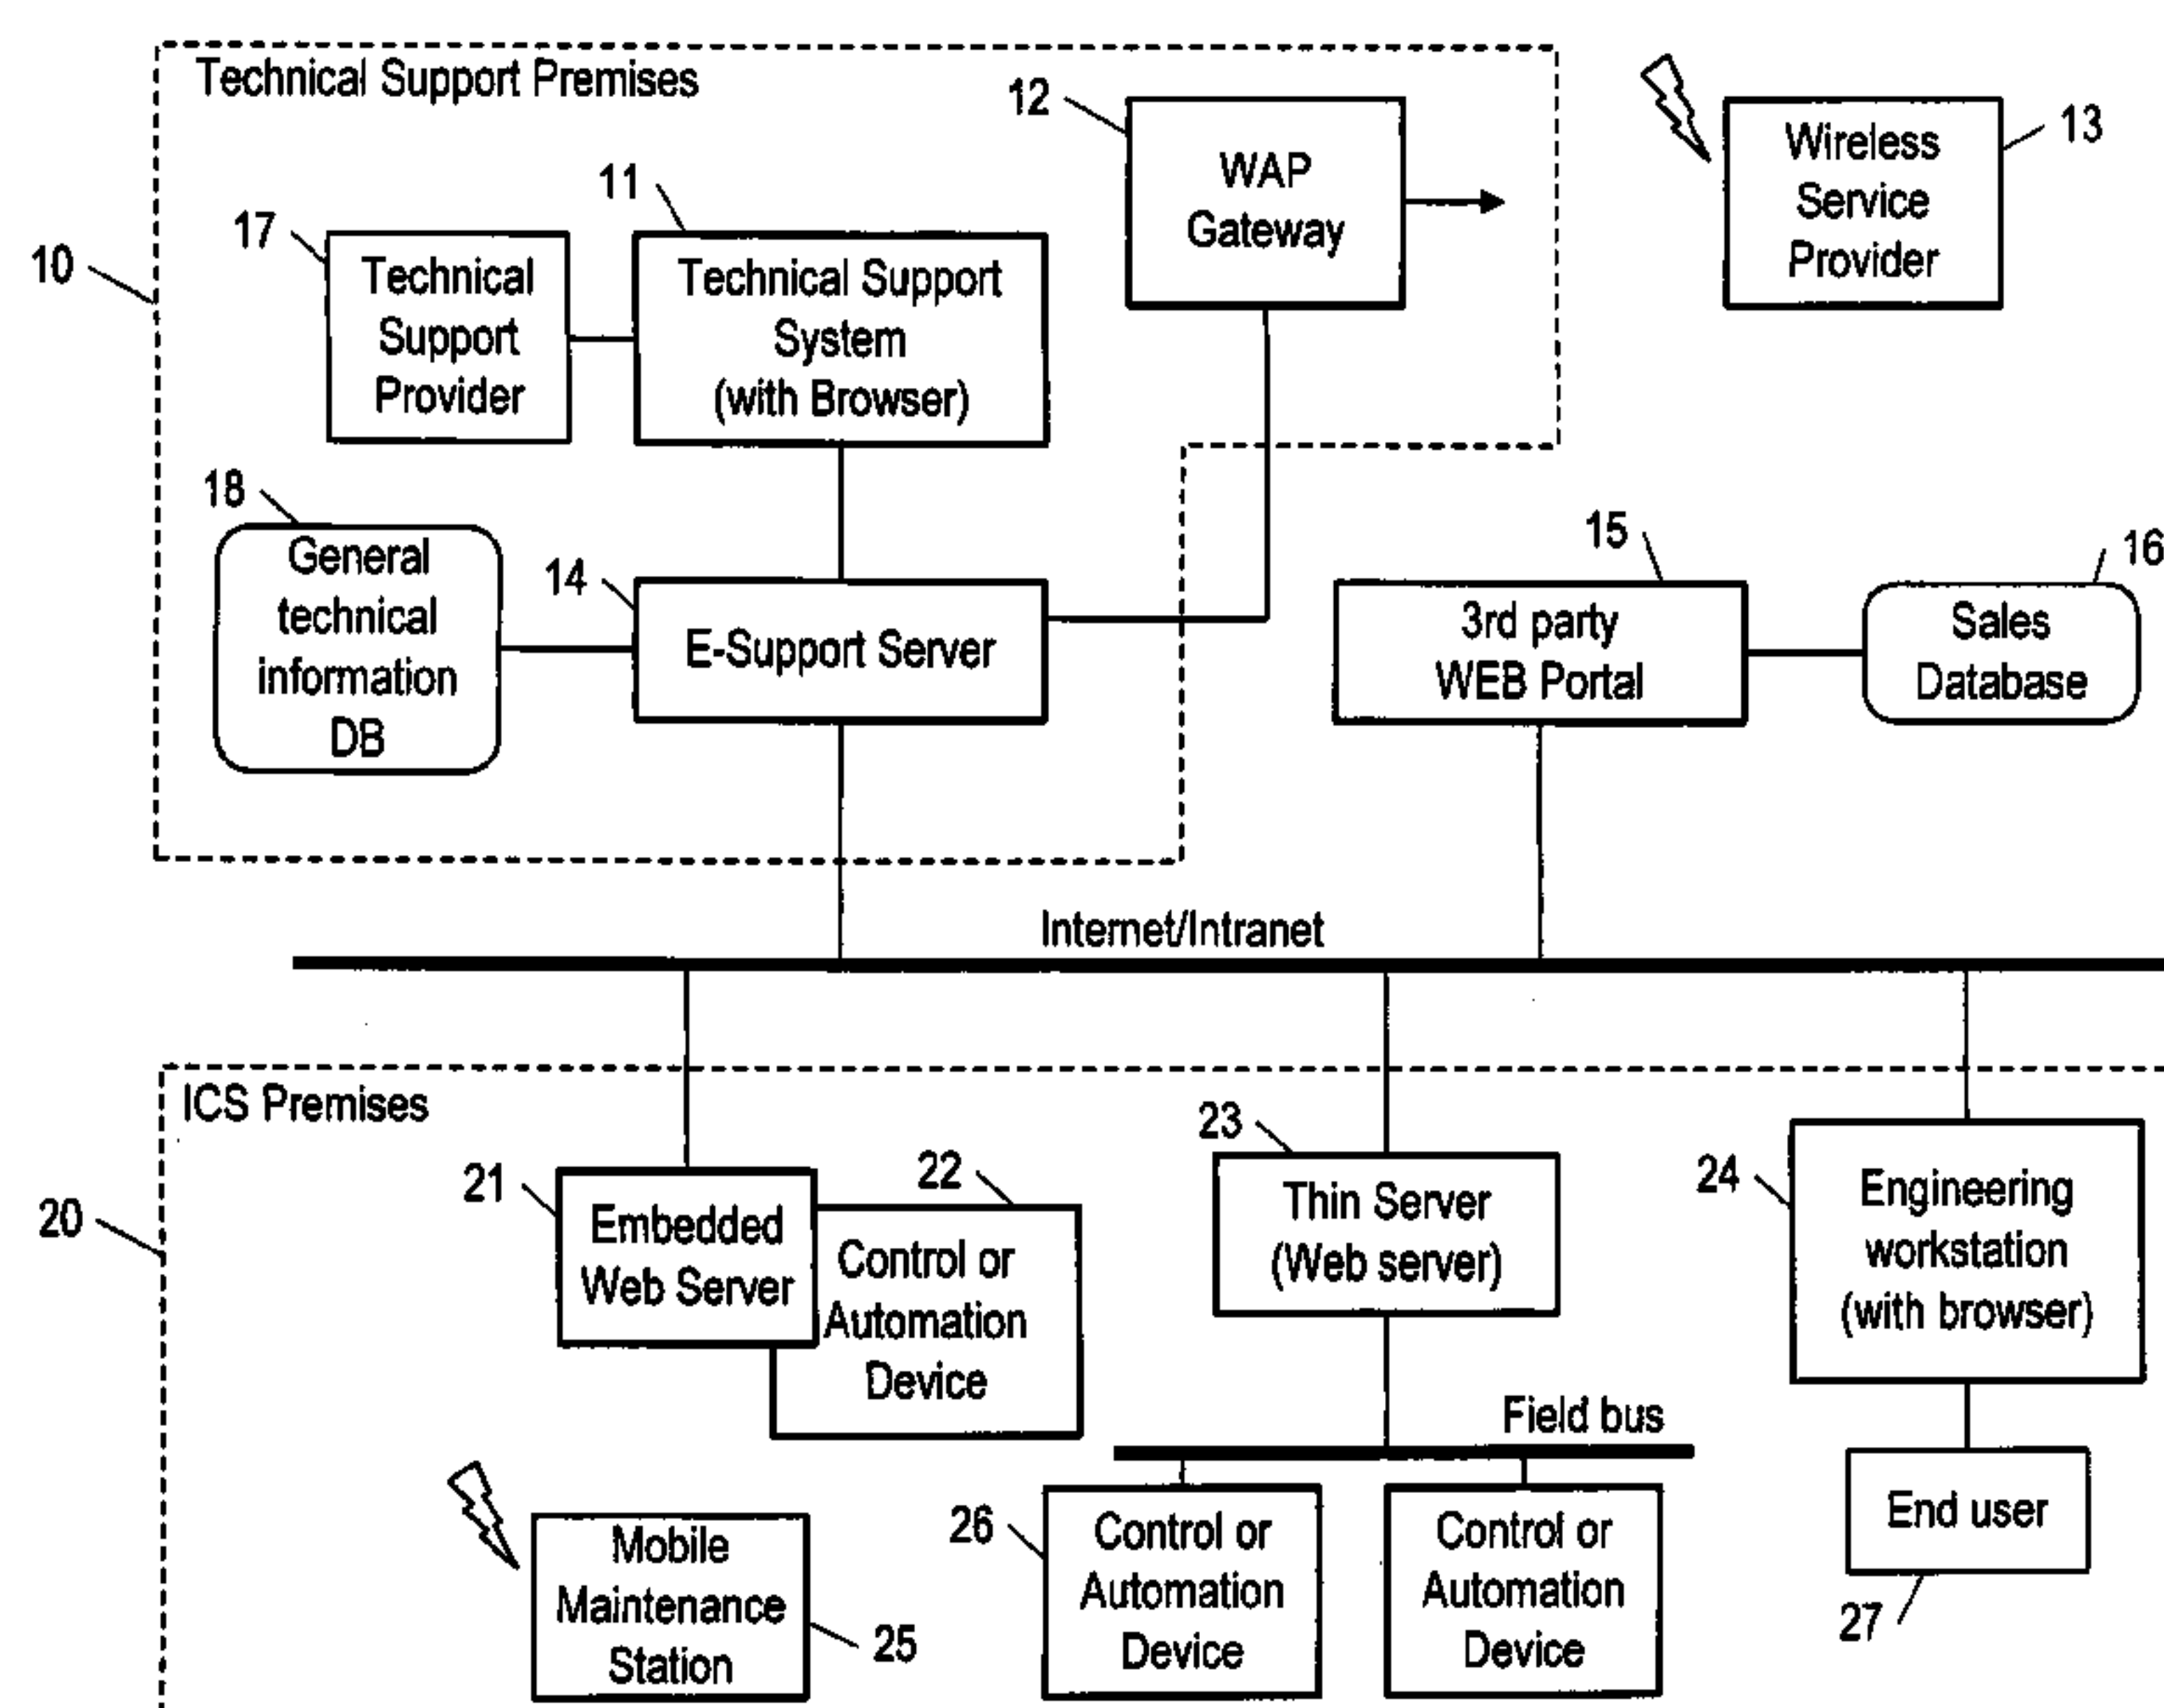 Technical Support Premises
12
WAP
Gateway
Wireless
Service
Provider
13
11
17
10
Technical
Support
Provider
Technical Support
System
(with Browser)
18
General
technical
information
DB
14
E-Support Server
15
3rd party
WEB Portal
16
Sales
Database
Internet/Intranet
ICS Premises
20
21
Embedded
Web Server
22
Control or
Automation
Device
23
Thin Server
(Web server)
24
Engineering
workstation
(with browser)
Field bus
Mobile
Maintenance
Station
25
26
Control or
Automation
Device
Control or
Automation
Device
End user
27